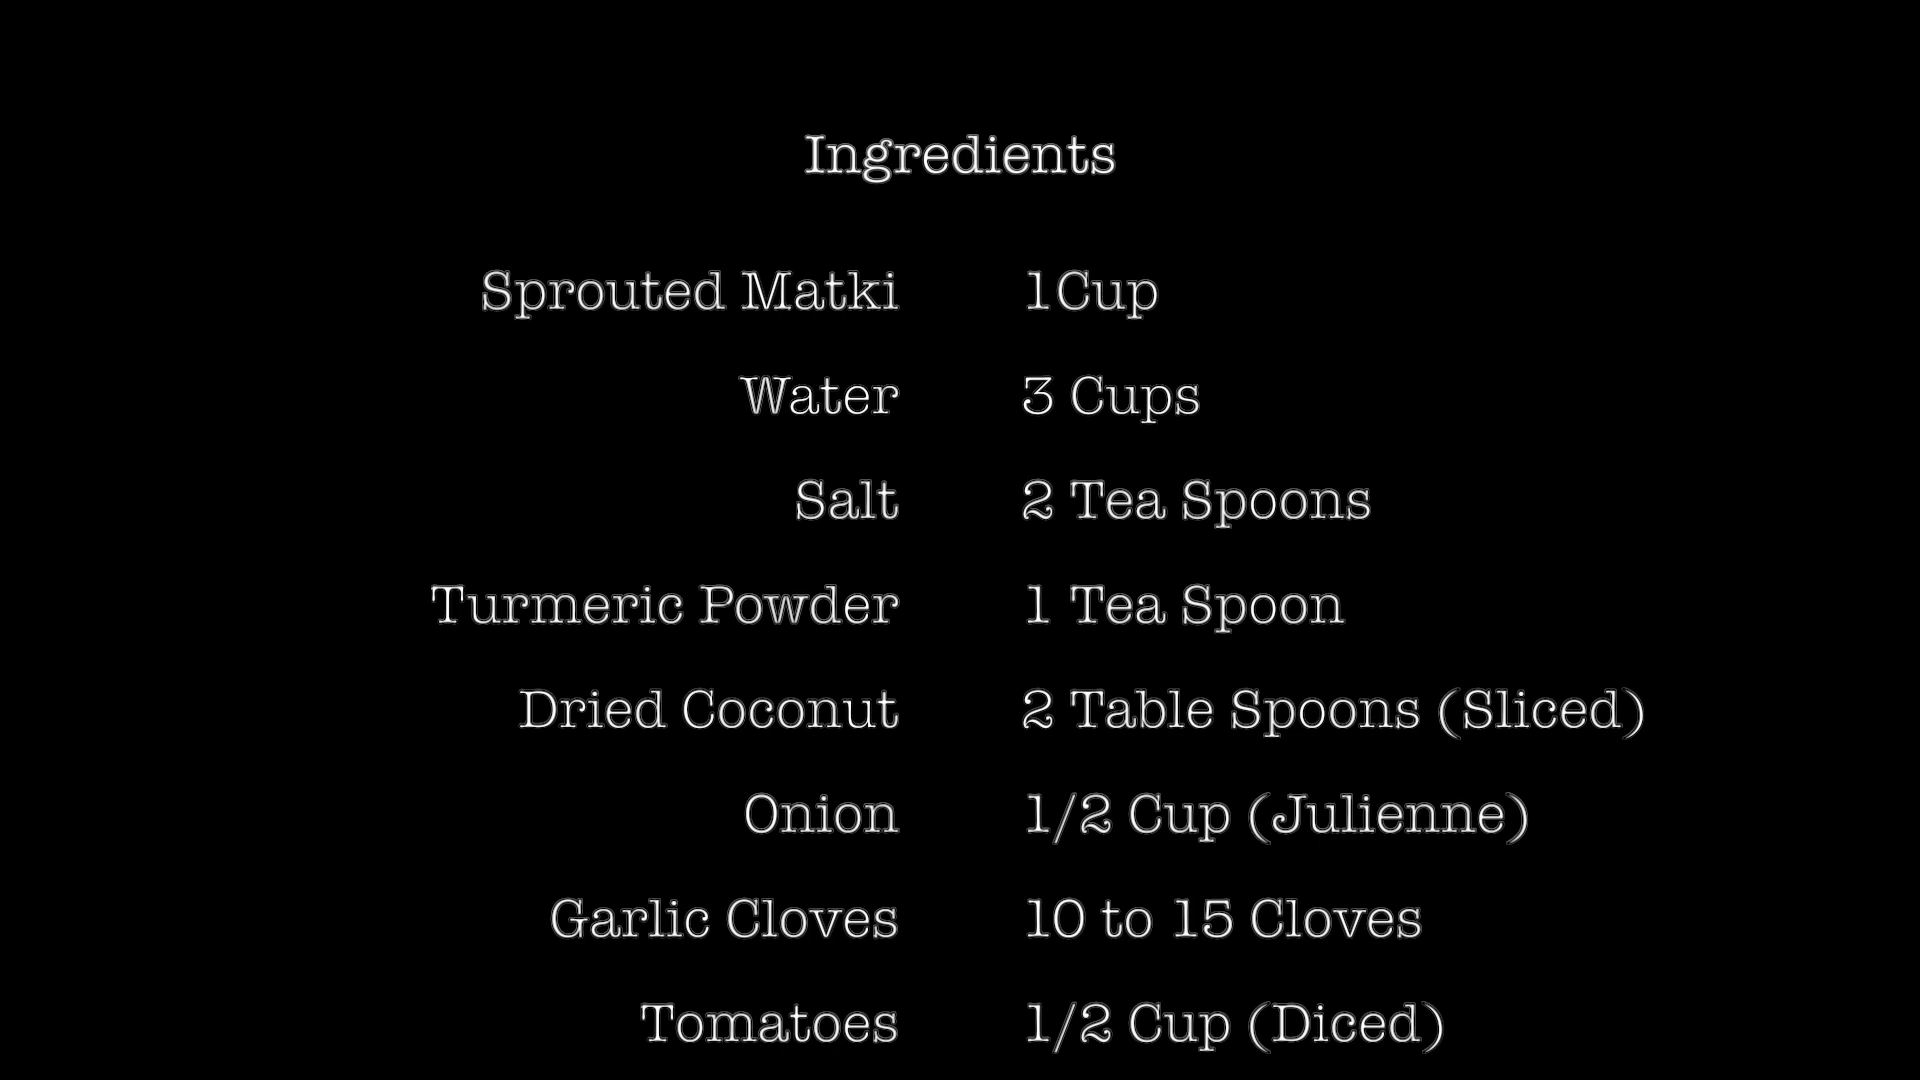 Ingredients
Sprouted Matki 1Cup
Water 3 Cups
Salt 2 Tea Spoons
Turmeric Powder 1 Tea Spoon
Dried Coconut 2 Table Spoons (Sliced)
Onion 1/2 Cup (Julienne)
Garlic Cloves 10 to 15 Cloves
Tomatoes 1/2 Cup (Diced)